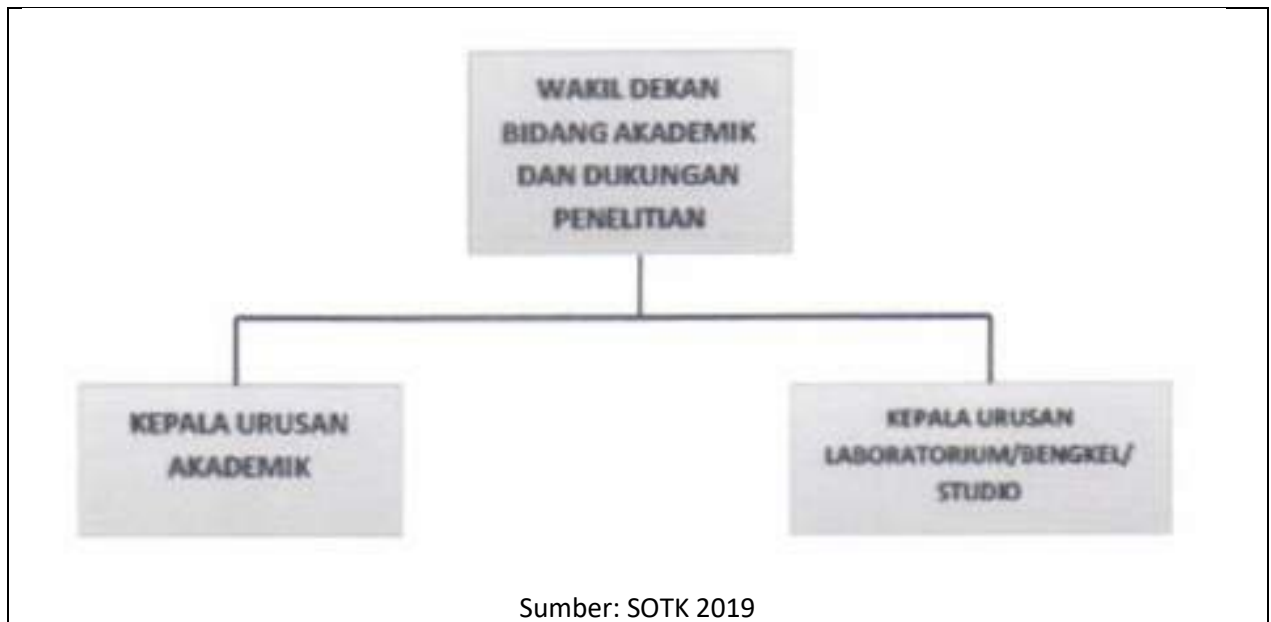 WAKIL DEKAN
BIDANG AKADEMIK
DAN DUKUNGAN
PENELITIAN
KEPALA URUSAN
AKADEMIK
KEPALA URUSAN
LABORATORIUM/BENGKEL/
STUDIO
Sumber: SOTK 2019